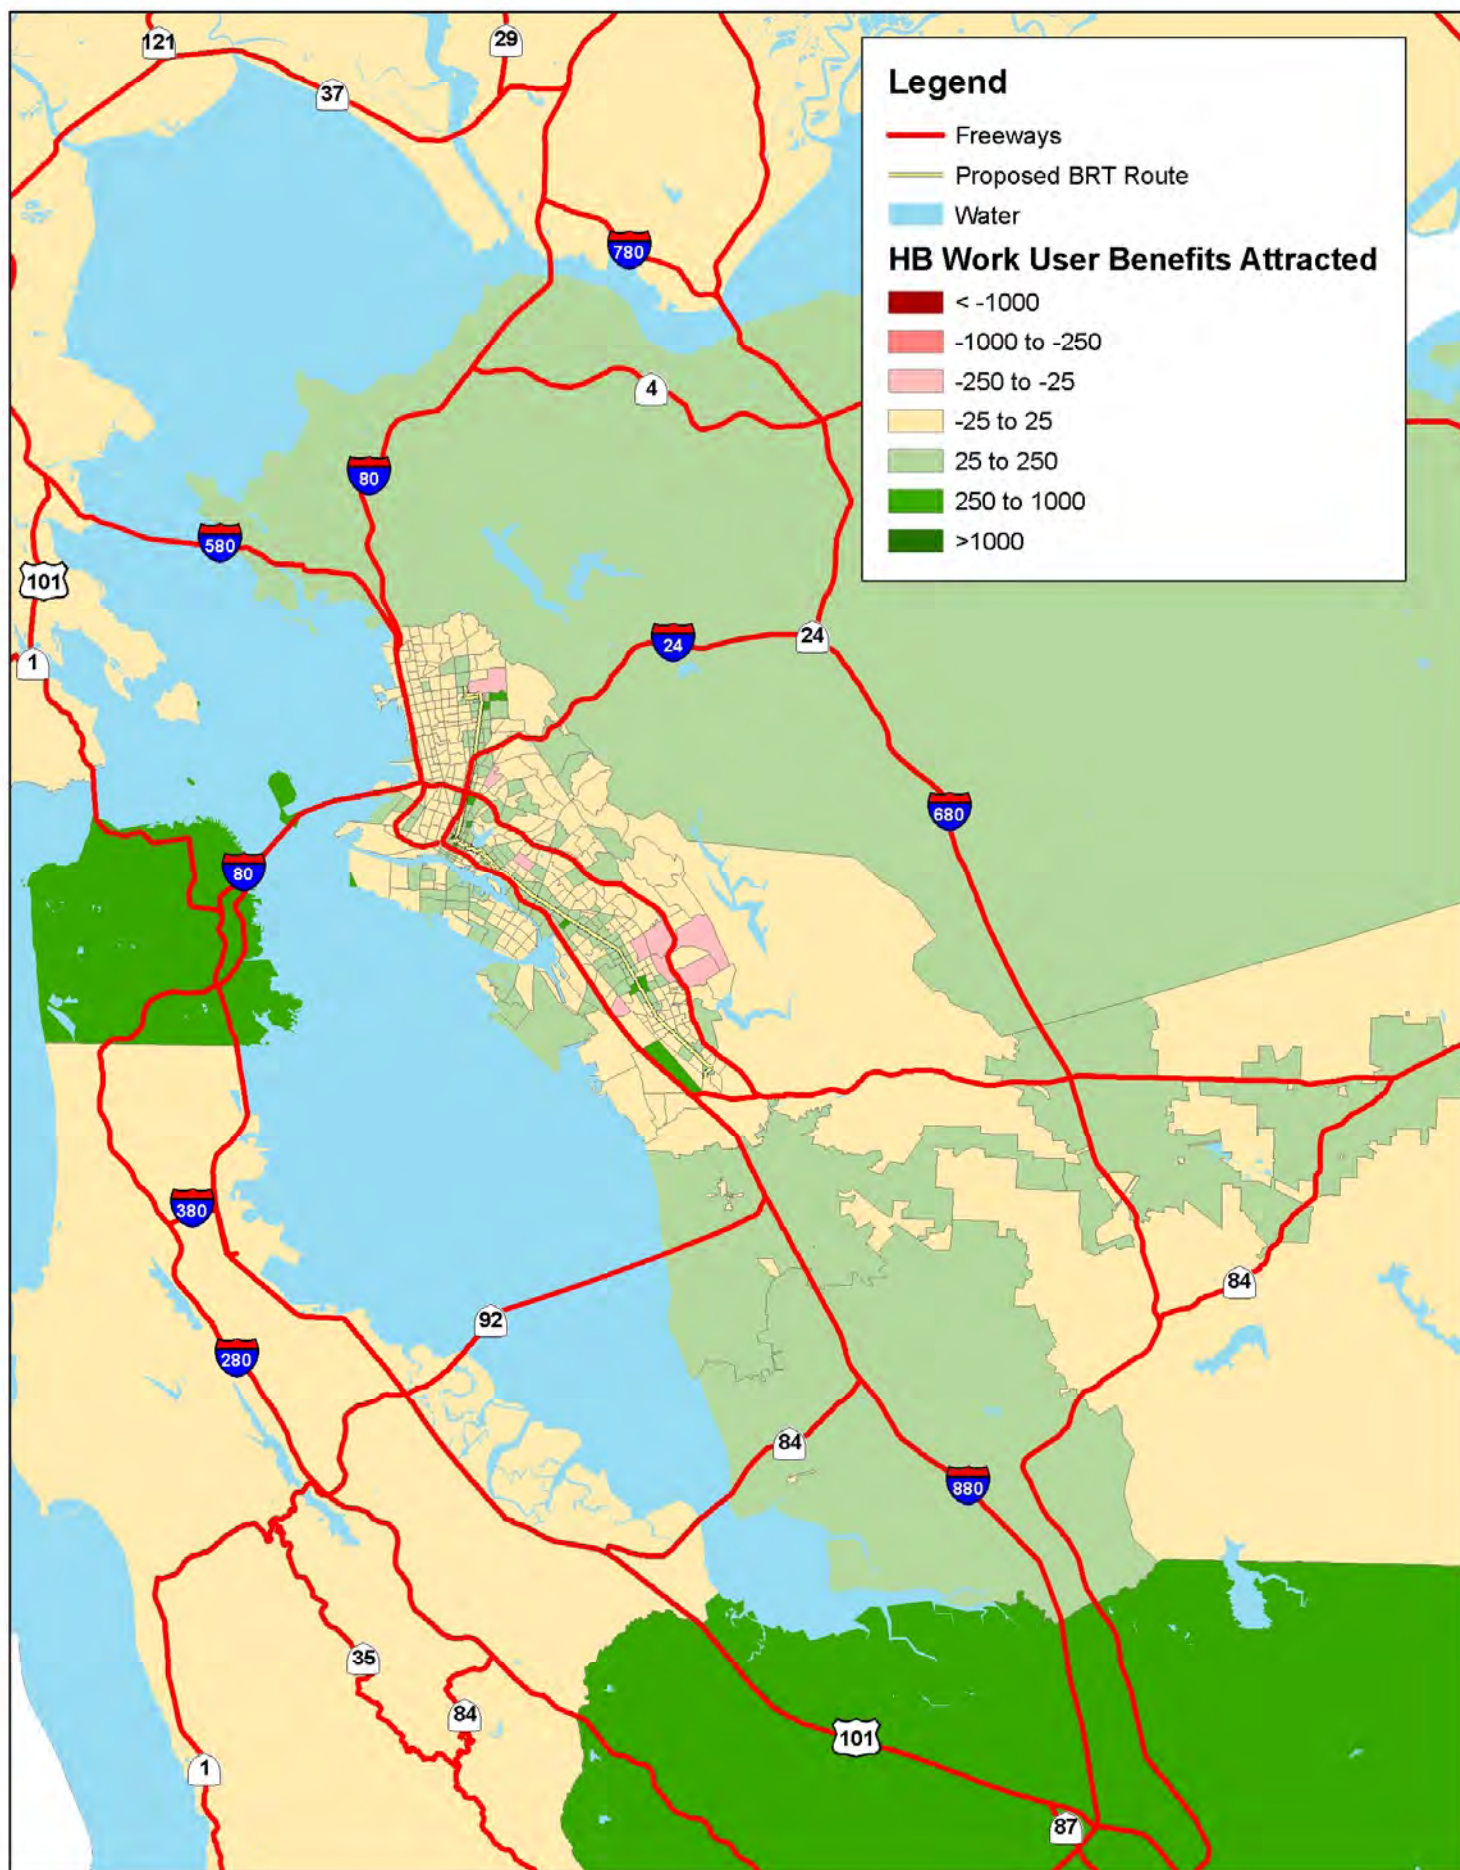 121
29
37
Legend
Freeways
Proposed BRT Route
Water
HB Work User Benefits Attracted
< -1000
-1000 to -250
-250 to -25
-25 to 25
25 to 250
250 to 1000
>1000
780
4
80
580
101
1
24
24
680
80
380
84
92
280
84
880
35
84
101
1
87